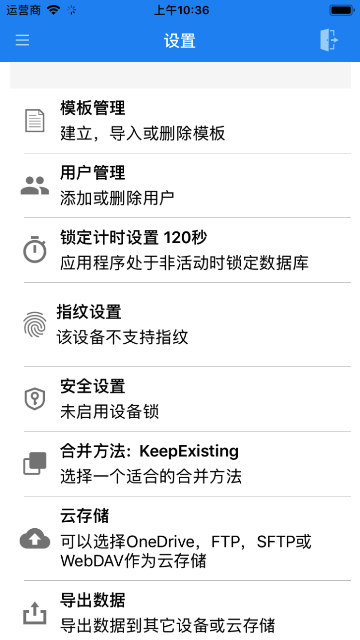 运营商 上午10:36
设置
模板管理
建立，导入或删除模板
用户管理
添加或删除用户
锁定计时设置 120秒
应用程序处于非活动时锁定数据库
指纹设置
该设备不支持指纹
安全设置
未启用设备锁
合并方法：KeepExisting
选择一个适合的合并方法
云存储
可以选择OneDrive，FTP，SFTP或
WebDAV作为云存储
导出数据
导出数据到其它设备或云存储